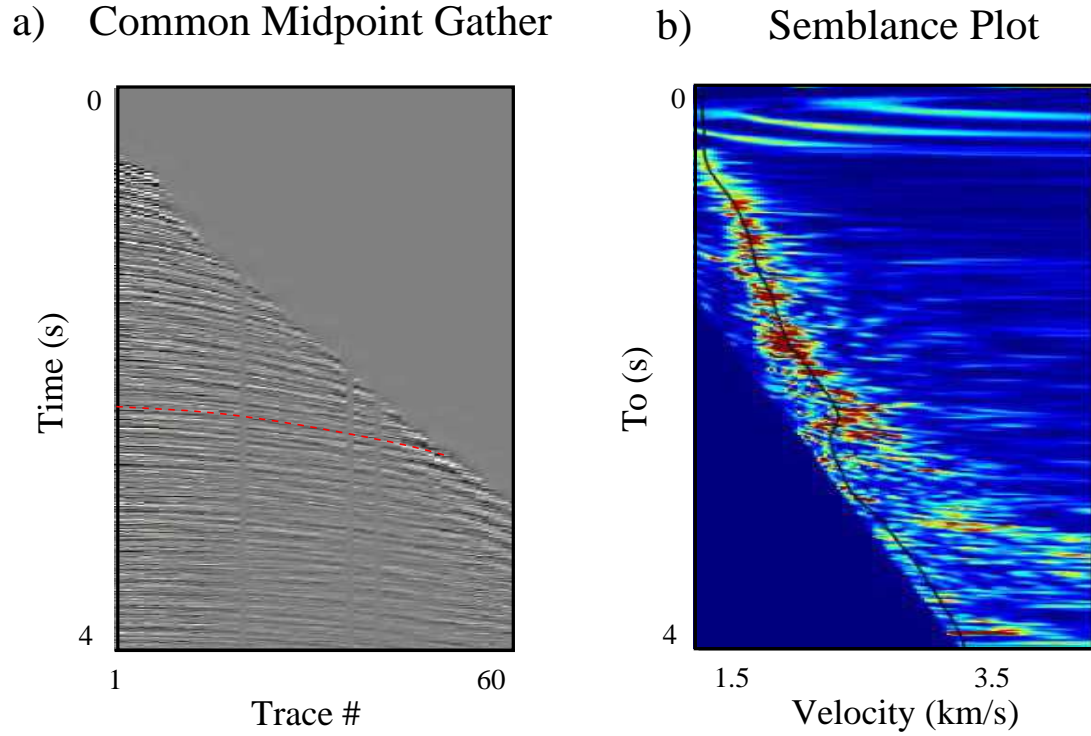 a) Common Midpoint Gather
0
Time (s)
4
1 60
Trace #
b) Semblance Plot
0
To (s)
4
1.5 3.5
Velocity (km/s)